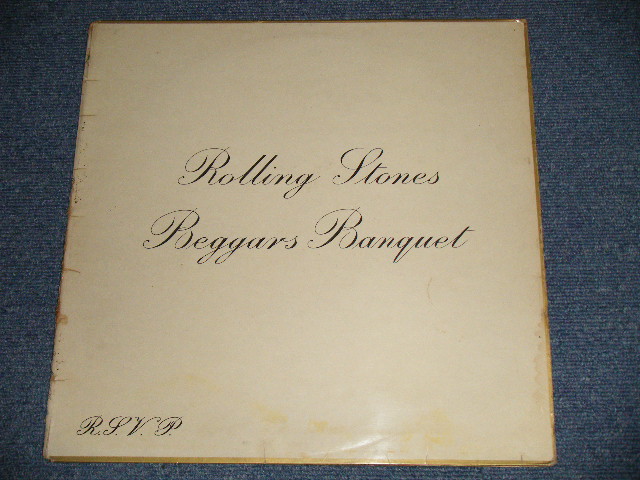 Rolling Stones
Beggars Banquet
R.S.V.P.